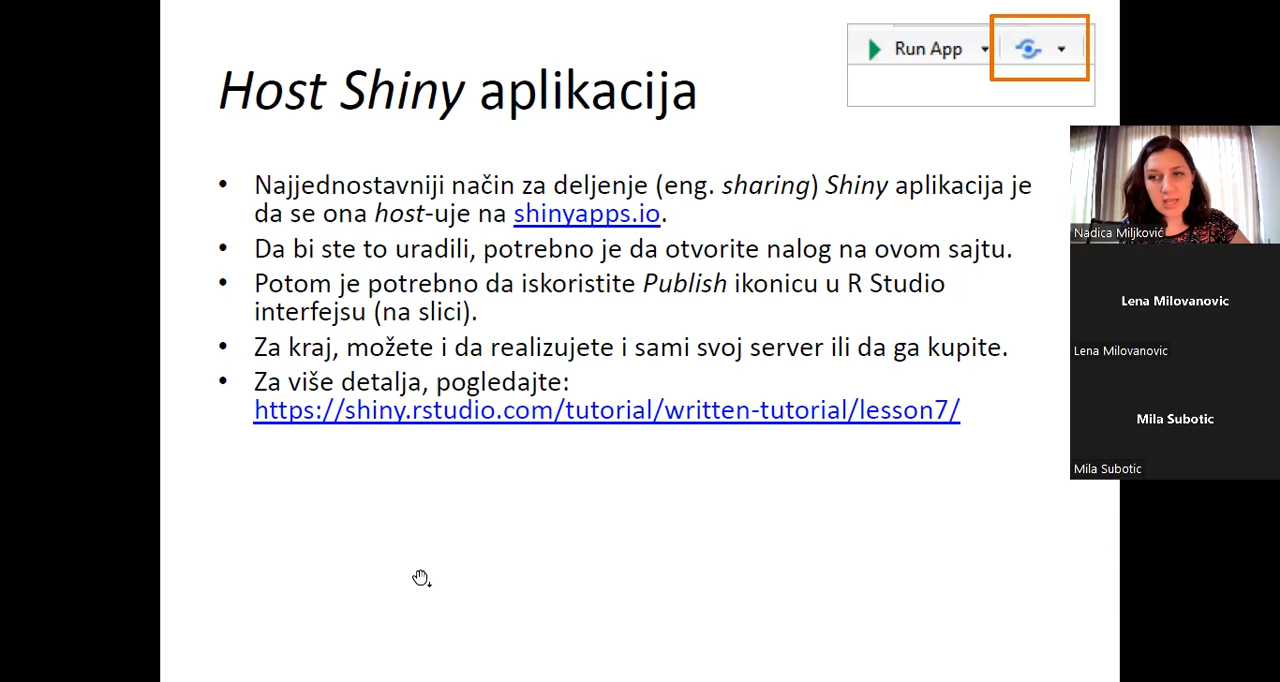 Run App
Host Shiny aplikacija
• Najjednostavniji način za deljenje (eng. sharing) Shiny aplikacija je
da se ona host-uje na shinyapps.io.
• Da bi ste to uradili, potrebno je da otvorite nalog na ovom sajtu.
• Potom je potrebno da iskoristite Publish ikonicu u R Studio
interfejsu (na slici).
• Za kraj, možete i da realizujete i sami svoj server ili da ga kupite.
• Za više detalja, pogledajte:
https://shiny.rstudio.com/tutorial/written-tutorial/lesson7/
Nadica Miljković
Lena Milovanovic
Lena Milovanovic
Mila Subotic
Mila Subotic